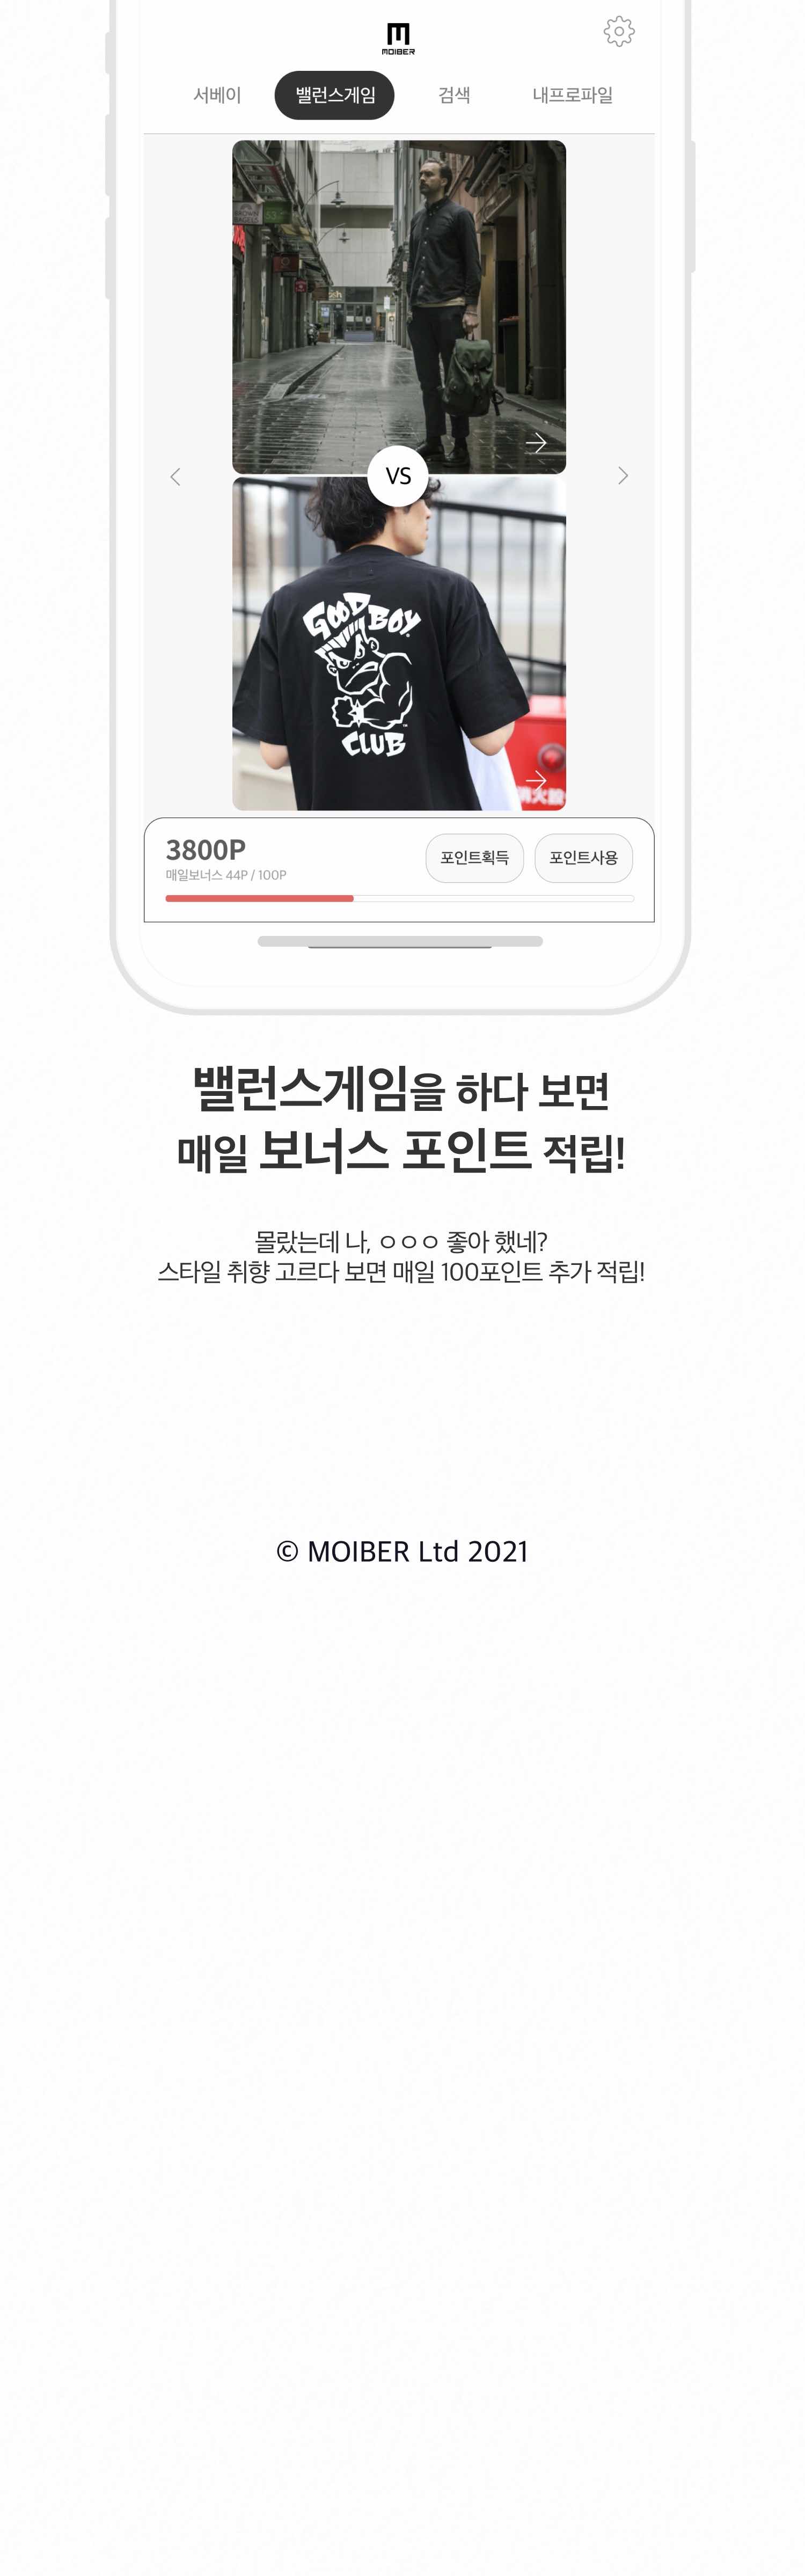 MOIBER
서베이 밸런스게임 검색 내프로파일
VS
GOOD BOY
CLUB
消火器
3800P
매일보너스 44P / 100P
포인트획득 포인트사용
밸런스게임을 하다 보면
매일 보너스 포인트 적립!
몰랐는데 나, ㅇㅇㅇ 좋아 했네?
스타일 취향 고르다 보면 매일 100포인트 추가 적립!
© MOIBER Ltd 2021